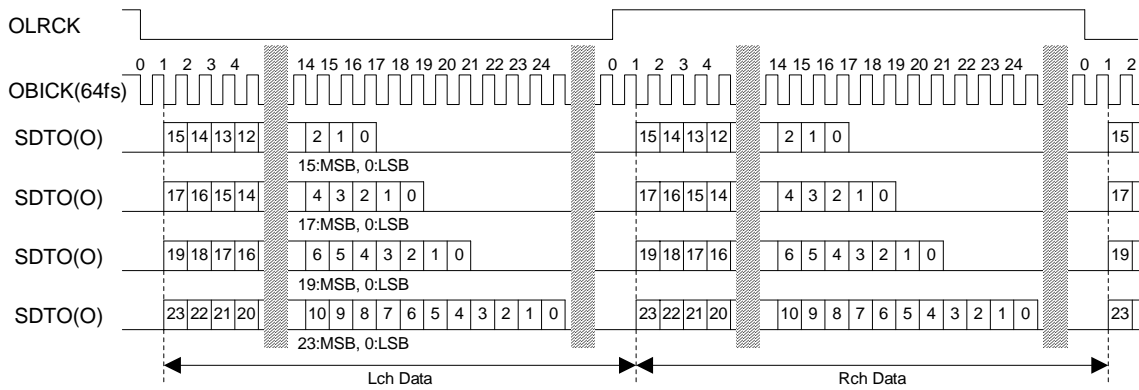 OLRCK
0 1 2 3 4 14 15 16 17 18 19 20 21 22 23 24 0 1 2 3 4 14 15 16 17 18 19 20 21 22 23 24 0 1 2
OBICK(64fs)
SDTO(O) 15 14 13 12 2 1 0 15 14 13 12 2 1 0 15
15:MSB, 0:LSB
SDTO(O) 17 16 15 14 4 3 2 1 0 17 16 15 14 4 3 2 1 0 17
17:MSB, 0:LSB
SDTO(O) 19 18 17 16 6 5 4 3 2 1 0 19 18 17 16 6 5 4 3 2 1 0 19
19:MSB, 0:LSB
SDTO(O) 23 22 21 20 10 9 8 7 6 5 4 3 2 1 0 23 22 21 20 10 9 8 7 6 5 4 3 2 1 0 23
23:MSB, 0:LSB
Lch Data Rch Data